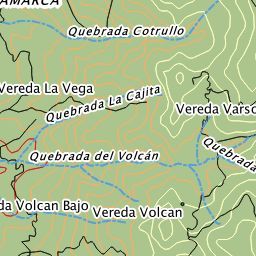 AMARCA
Quebrada Cotrullo
Vereda La Vega
Quebrada La Cajita
Vereda Varso
Quebrada del Volcán
Quebrada
da Volcan Bajo
Vereda Volcan